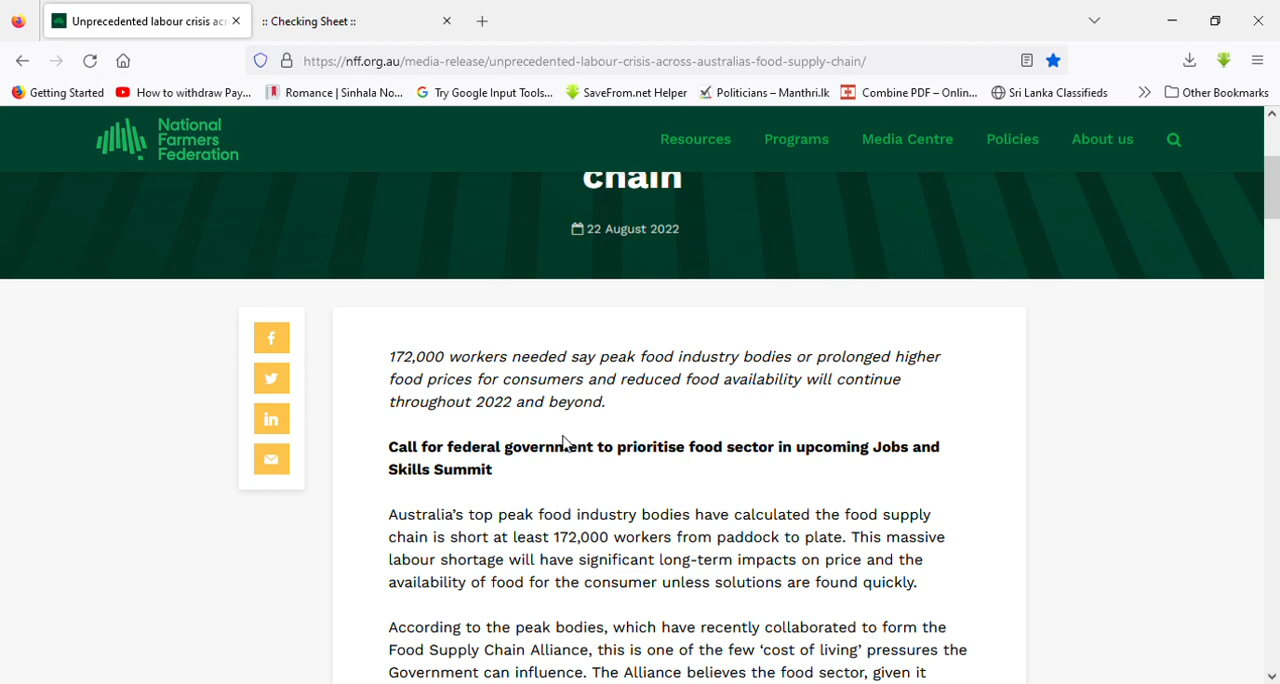 Unprecedented labour crisis acr
:: Checking Sheet ::
https://nff.org.au/media-release/unprecedented-labour-crisis-across-australias-food-supply-chain/
Getting Started
How to withdraw Pay...
Romance | Sinhala No...
Try Google Input Tools...
SaveFrom.net Helper
Politicians – Manthri.lk
Combine PDF – Onlin...
Sri Lanka Classifieds
Other Bookmarks
National
Farmers
Federation
Resources
Programs
Media Centre
Policies
About us
chain
22 August 2022
172,000 workers needed say peak food industry bodies or prolonged higher
food prices for consumers and reduced food availability will continue
throughout 2022 and beyond.
Call for federal government to prioritise food sector in upcoming Jobs and
Skills Summit
Australia’s top peak food industry bodies have calculated the food supply
chain is short at least 172,000 workers from paddock to plate. This massive
labour shortage will have significant long-term impacts on price and the
availability of food for the consumer unless solutions are found quickly.
According to the peak bodies, which have recently collaborated to form the
Food Supply Chain Alliance, this is one of the few ‘cost of living’ pressures the
Government can influence. The Alliance believes the food sector, given it